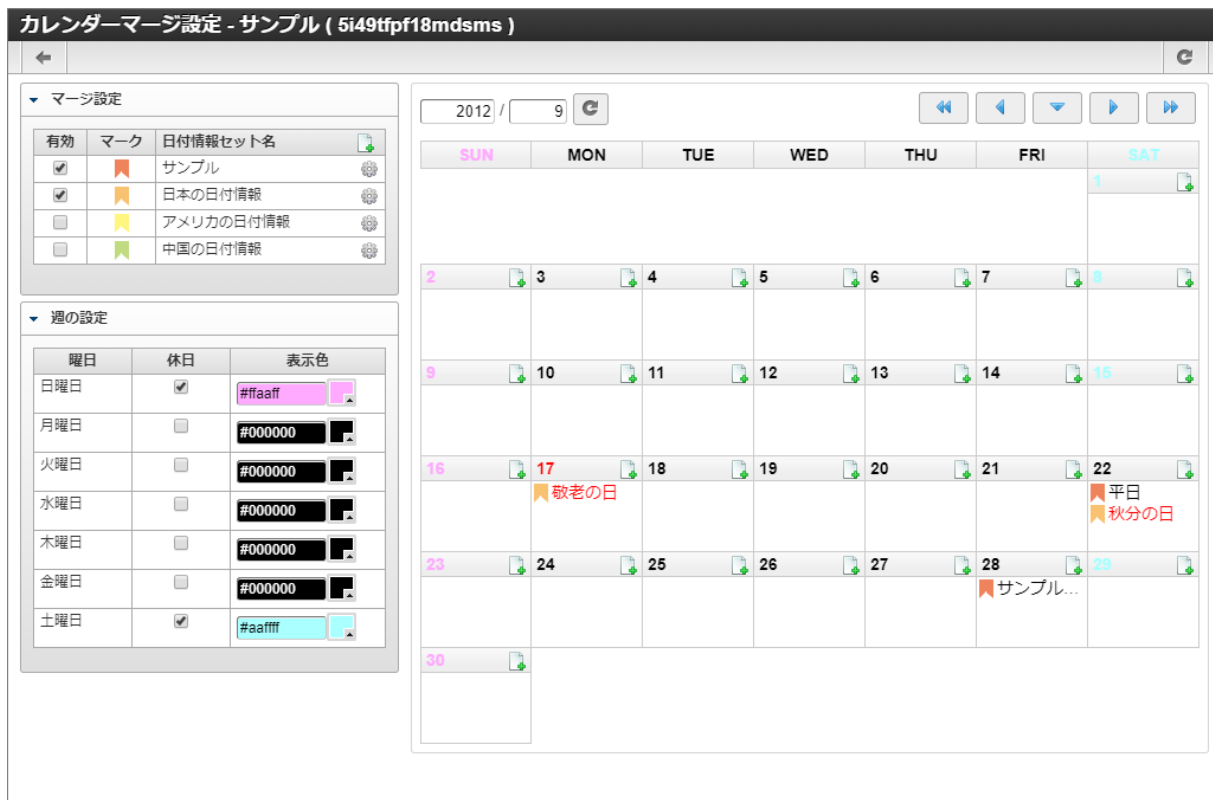 カレンダーマージ設定 - サンプル ( 5i49tfpf18mdsms )
マージ設定
有効 マーク 日付情報セット名
サンプル
日本の日付情報
アメリカの日付情報
中国の日付情報
週の設定
曜日 休日 表示色
日曜日 #ffaaff
月曜日 #000000
火曜日 #000000
水曜日 #000000
木曜日 #000000
金曜日 #000000
土曜日 #aaffff
2012 / 9
SUN MON TUE WED THU FRI SAT
1
2 3 4 5 6 7 8
9 10 11 12 13 14 15
16 17 18 19 20 21 22
敬老の日 平日
秋分の日
23 24 25 26 27 28 29
サンプル...
30